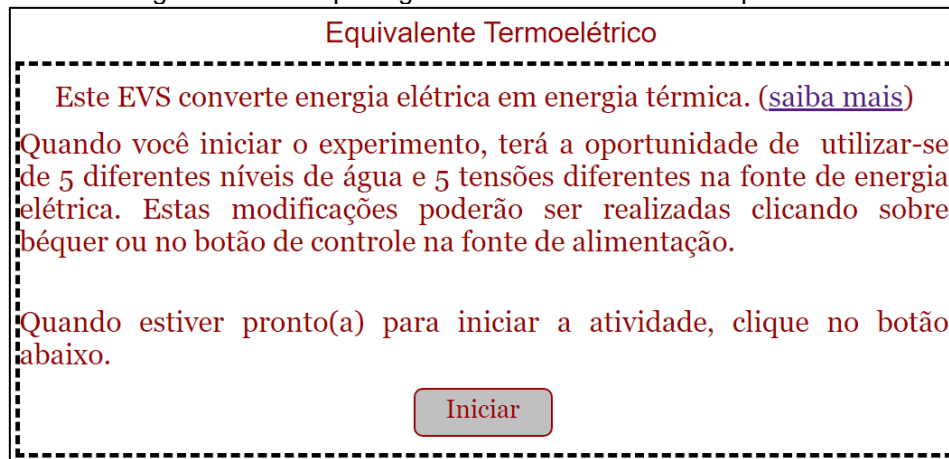 Equivalente Termoelétrico
Este EVS converte energia elétrica em energia térmica. (saiba mais)
Quando você iniciar o experimento, terá a oportunidade de utilizar-se
de 5 diferentes níveis de água e 5 tensões diferentes na fonte de energia
elétrica. Estas modificações poderão ser realizadas clicando sobre
béquer ou no botão de controle na fonte de alimentação.
Quando estiver pronto(a) para iniciar a atividade, clique no botão
abaixo.
Iniciar